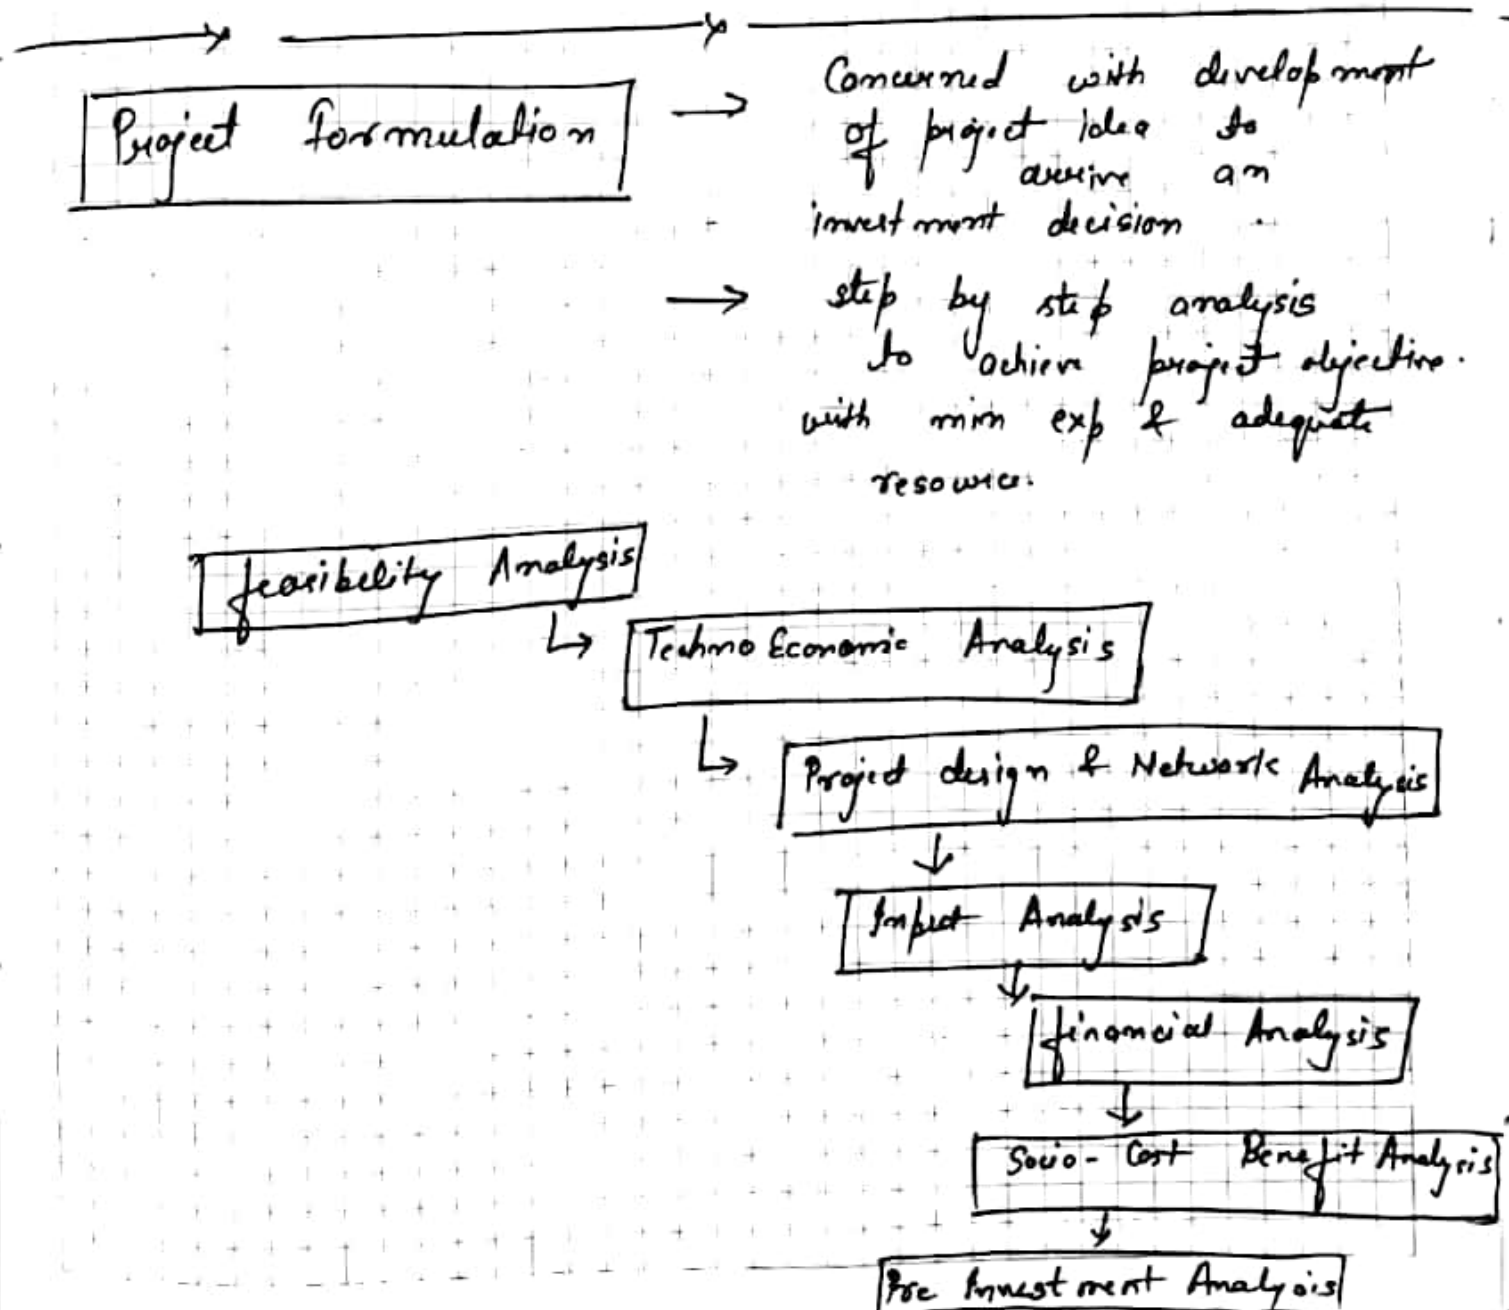 Project formulation
Concerned with development
of project idea to
arrive an
investment decision
step by step analysis
to achieve project objective.
with min exp & adequate
resource.
feasibelity Analysis
Techno Economic Analysis
Project design & Network Analysis
Input Analysis
financial Analysis
Socio- Cost Benefit Analysis
Pre Investment Analysis